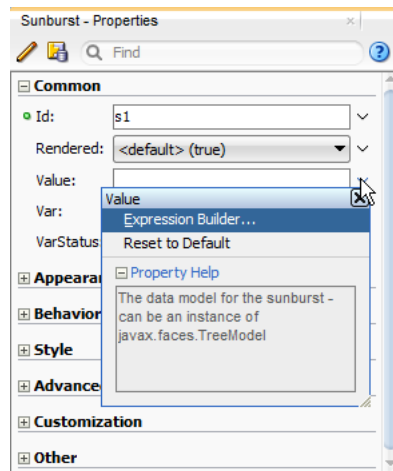 Sunburst - Properties
Find
Common
Id: s1
Rendered: <default> (true)
Value:
Value
Var:
Expression Builder...
VarStatus
Reset to Default
Appearan
Property Help
The data model for the sunburst -
Behavior
can be an instance of
javax.faces.TreeModel
Style
Advance
Customization
Other